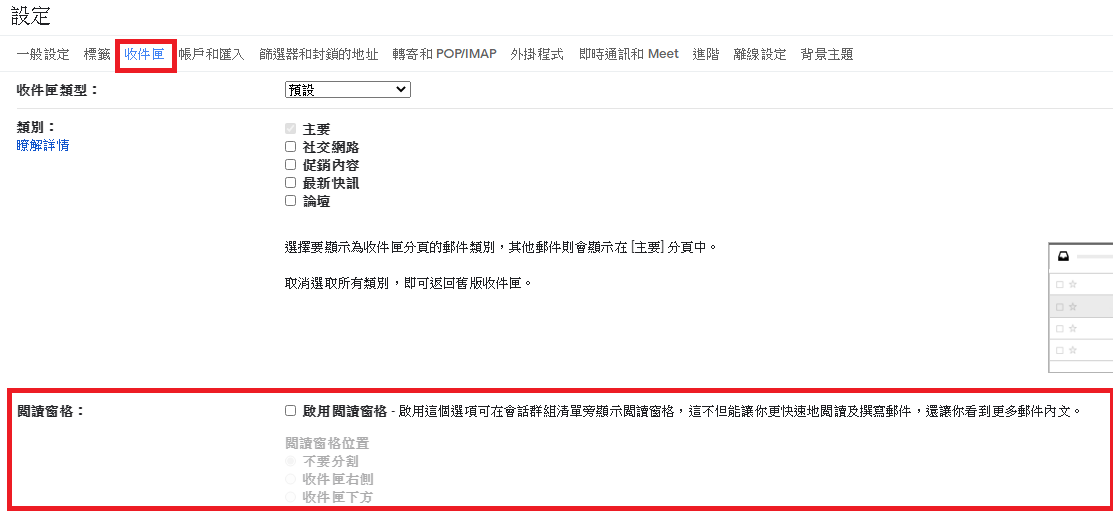 設定
一般設定 標籤 收件匣 帳戶和匯入 篩選器和封鎖的地址 轉寄和 POP/IMAP 外掛程式 即時通訊和 Meet 進階 離線設定 背景主題
收件匣類型： 預設
類別： 主要
瞭解詳情 社交網路
促銷內容
最新快訊
論壇
選擇要顯示為收件匣分頁的郵件類別，其他郵件則會顯示在 [主要] 分頁中。
取消選取所有類別，即可返回舊版收件匣。
閱讀窗格： 啟用閱讀窗格 - 啟用這個選項可在會話群組清單旁顯示閱讀窗格，這不但能讓你更快速地閱讀及撰寫郵件，還讓你看到更多郵件內文。
閱讀窗格位置
不要分割
收件匣右側
收件匣下方